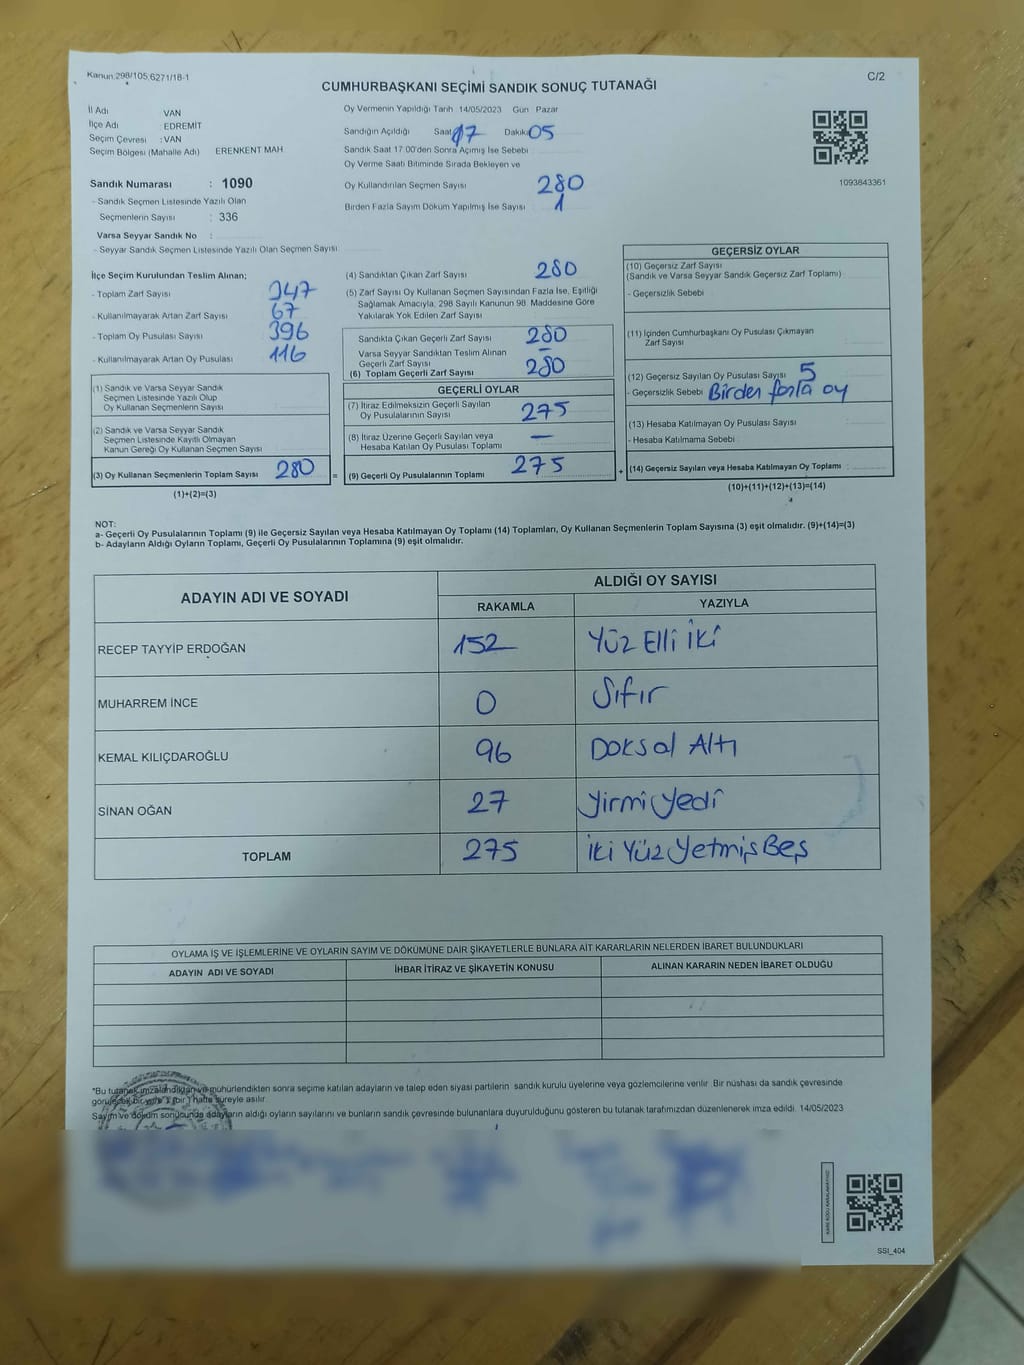 Kanun.298/105,6271/18-1
C/2
CUMHURBAŞKANI SEÇİMİ SANDIK SONUÇ TUTANAĞI
İl Adı VAN
İlçe Adı EDREMİT
Seçim Çevresi : VAN
Seçim Bölgesi (Mahalle Adı) ERENKENT MAH
Sandık Numarası : 1090
- Sandık Seçmen Listesinde Yazılı Olan
Seçmenlerin Sayısı : 336
Varsa Seyyar Sandık No :
- Seyyar Sandık Seçmen Listesinde Yazılı Olan Seçmen Sayısı:
Oy Vermenin Yapıldığı Tarih 14/05/2023 Gün Pazar
Sandığın Açıldığı Saat 17 Dakika 05
Sandık Saat 17:00'den Sonra Açılmış İse Sebebi
Oy Verme Saati Bitiminde Sırada Bekleyen ve
Oy Kullandırılan Seçmen Sayısı 280
Birden Fazla Sayım Döküm Yapılmış İse Sayısı 1
1093843361
İlçe Seçim Kurulundan Teslim Alınan;
- Toplam Zarf Sayısı 347
- Kullanılmayarak Artan Zarf Sayısı 67
- Toplam Oy Pusulası Sayısı 396
- Kullanılmayarak Artan Oy Pusulası 116
(1) Sandık ve Varsa Seyyar Sandık
Seçmen Listesinde Yazılı Olup
Oy Kullanan Seçmenlerin Sayısı
(2) Sandık ve Varsa Seyyar Sandık
Seçmen Listesinde Kayıtlı Olmayan
Kanun Gereği Oy Kullanan Seçmen Sayısı
(3) Oy Kullanan Seçmenlerin Toplam Sayısı 280 =
(1)+(2)=(3)
(4) Sandıktan Çıkan Zarf Sayısı 280
(5) Zarf Sayısı Oy Kullanan Seçmen Sayısından Fazla İse, Eşitliği
Sağlamak Amacıyla, 298 Sayılı Kanunun 98. Maddesine Göre
Yakılarak Yok Edilen Zarf Sayısı
Sandıkta Çıkan Geçerli Zarf Sayısı 280
Varsa Seyyar Sandıktan Teslim Alınan
Geçerli Zarf Sayısı —
(6) Toplam Geçerli Zarf Sayısı 280
GEÇERLİ OYLAR
(7) İtiraz Edilmeksizin Geçerli Sayılan
Oy Pusulalarının Sayısı 275
(8) İtiraz Üzerine Geçerli Sayılan veya
Hesaba Katılan Oy Pusulası Toplamı —
(9) Geçerli Oy Pusulalarının Toplamı 275 +
GEÇERSİZ OYLAR
(10) Geçersiz Zarf Sayısı
(Sandık ve Varsa Seyyar Sandık Geçersiz Zarf Toplamı)
- Geçersizlik Sebebi
(11) İçinden Cumhurbaşkanı Oy Pusulası Çıkmayan
Zarf Sayısı
(12) Geçersiz Sayılan Oy Pusulası Sayısı 5
- Geçersizlik Sebebi Birden fazla oy
(13) Hesaba Katılmayan Oy Pusulası Sayısı
- Hesaba Katılmama Sebebi
(14) Geçersiz Sayılan veya Hesaba Katılmayan Oy Toplamı :
(10)+(11)+(12)+(13)=(14)
NOT:
a- Geçerli Oy Pusulalarının Toplamı (9) ile Geçersiz Sayılan veya Hesaba Katılmayan Oy Toplamı (14) Toplamları, Oy Kullanan Seçmenlerin Toplam Sayısına (3) eşit olmalıdır. (9)+(14)=(3)
b- Adayların Aldığı Oyların Toplamı, Geçerli Oy Pusulalarının Toplamına (9) eşit olmalıdır.
ADAYIN ADI VE SOYADI
ALDIĞI OY SAYISI
RAKAMLA YAZIYLA
RECEP TAYYİP ERDOĞAN 152 Yüz Elli İki
MUHARREM İNCE 0 Sıfır
KEMAL KILIÇDAROĞLU 96 Doksal Altı
SİNAN OĞAN 27 Yirmi Yedi
TOPLAM 275 İki Yüz Yetmiş Beş
OYLAMA İŞ VE İŞLEMLERİNE VE OYLARIN SAYIM VE DÖKÜMÜNE DAİR ŞİKAYETLERLE BUNLARA AİT KARARLARIN NELERDEN İBARET BULUNDUKLARI
ADAYIN ADI VE SOYADI İHBAR İTİRAZ VE ŞİKAYETİN KONUSU ALINAN KARARIN NEDEN İBARET OLDUĞU
*Bu tutanak imzalandıktan ve mühürlendikten sonra seçime katılan adayların ve talep eden siyasi partilerin sandık kurulu üyelerine veya gözlemcilerine verilir. Bir nüshası da sandık çevresinde
görülecek bir yere 1 (bir) hafta süreyle asılır.
Sayım ve döküm sonucunda adayların aldığı oyların sayılarını ve bunların sandık çevresinde bulunanlara duyurulduğunu gösteren bu tutanak tarafımızdan düzenlenerek imza edildi. 14/05/2023
SSI_404